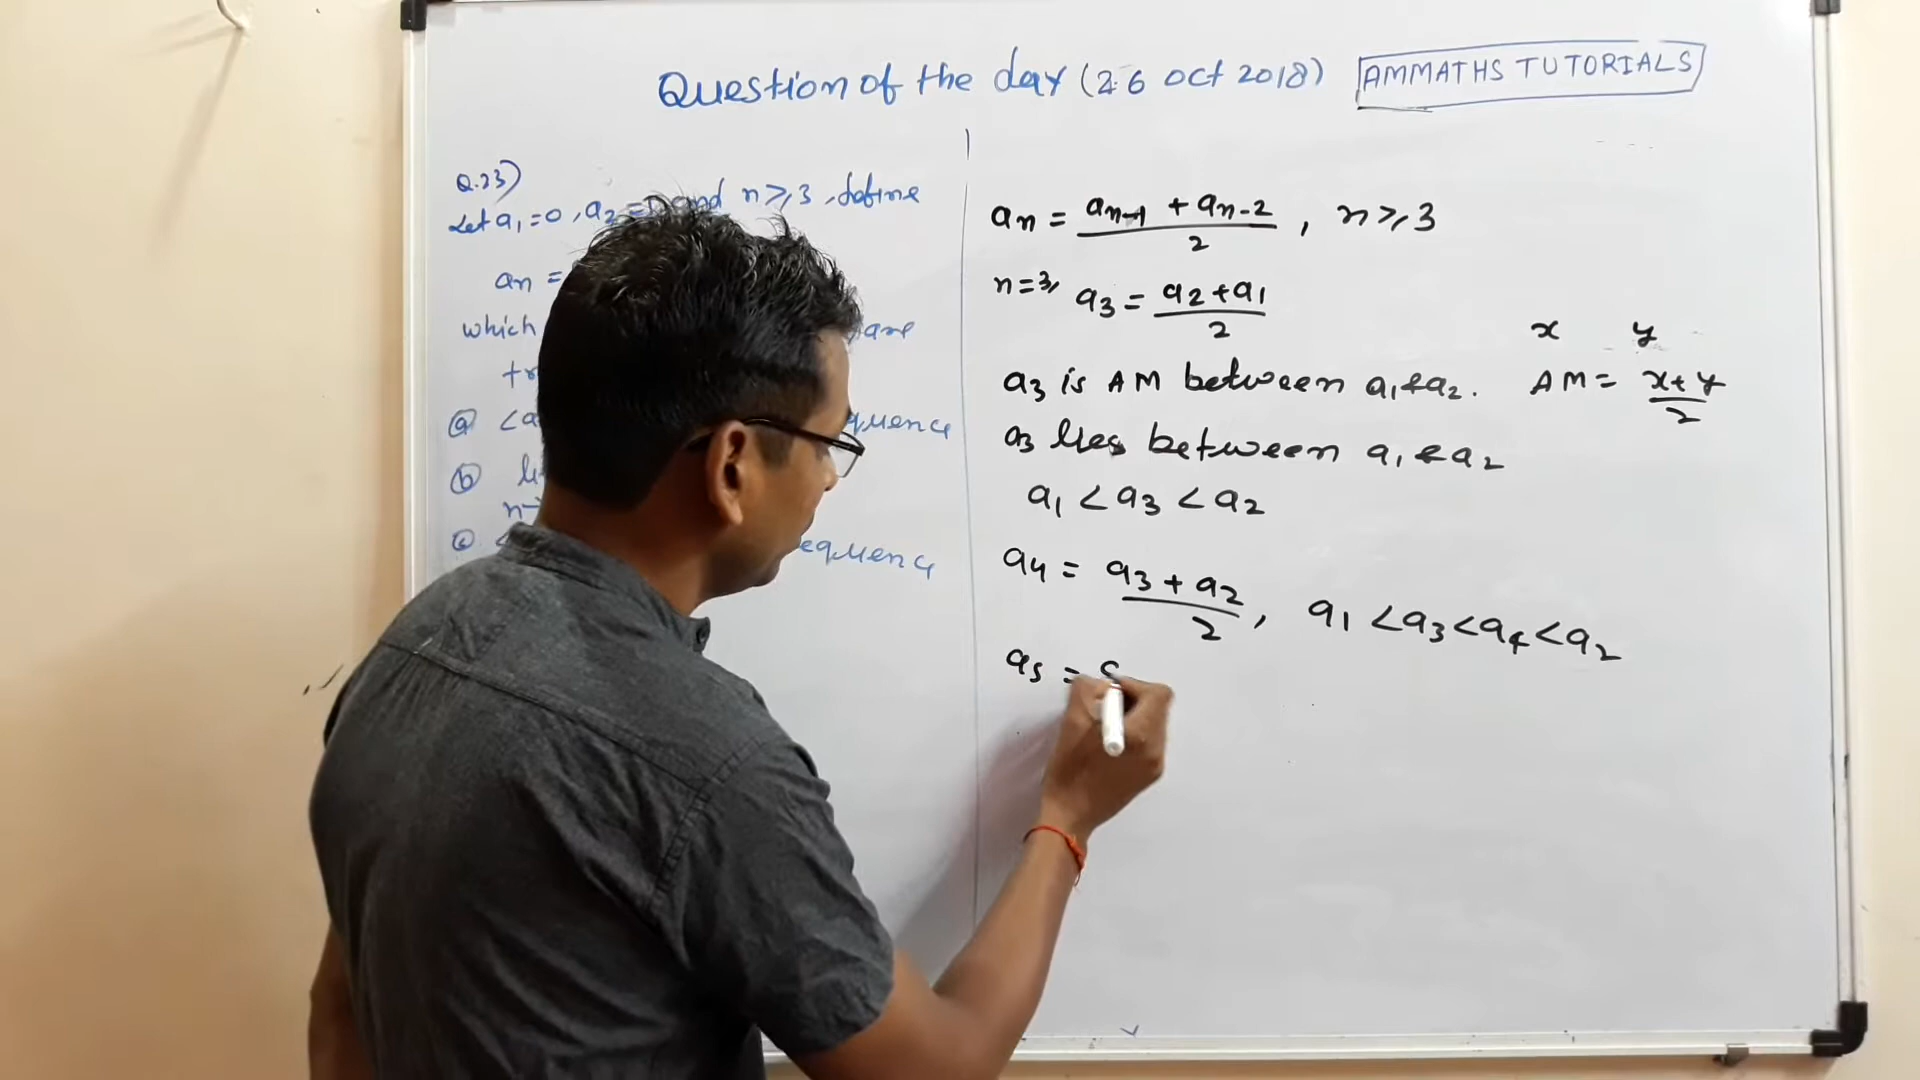 Question of the day (26 Oct 2018) AMMATHS TUTORIALS
Q.23)
Let a₁=0, a₂= and n≥3, define
an =
which are
ⓐ <a quence
ⓑ
n→
ⓒ < equence
an = (an-1 + an-2)/2 , n≥3
n=3, a3 = (a2+a1)/2
x y
a3 is AM between a1 & a2. AM = (x+y)/2
a3 lies between a1 & a2
a1 < a3 < a2
a4 = (a3 + a2)/2 , a1 < a3 < a4 < a2
a5 =